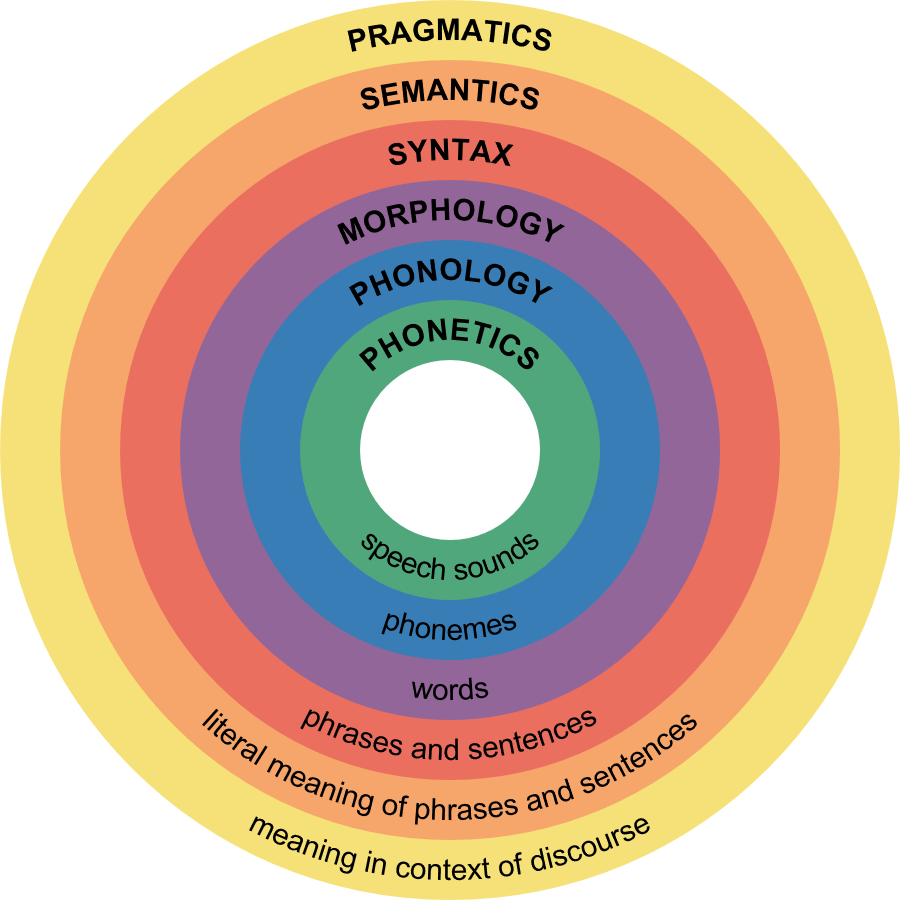 PRAGMATICS
SEMANTICS
SYNTAX
MORPHOLOGY
PHONOLOGY
PHONETICS
speech sounds
phonemes
words
phrases and sentences
literal meaning of phrases and sentences
meaning in context of discourse